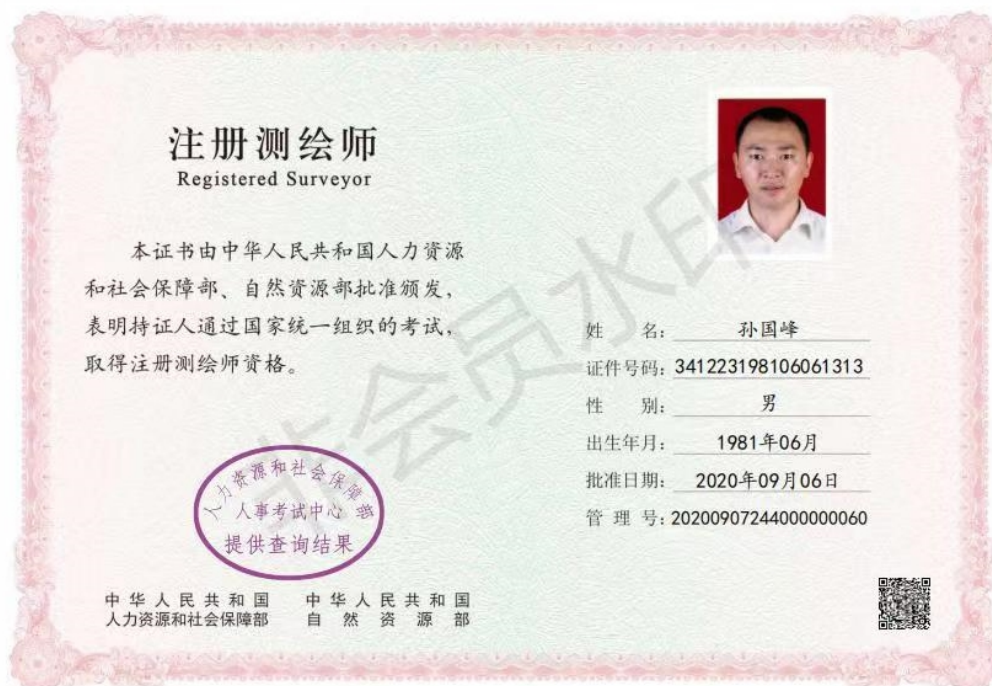 注册测绘师
Registered Surveyor
本证书由中华人民共和国人力资源
和社会保障部、自然资源部批准颁发，
表明持证人通过国家统一组织的考试，
取得注册测绘师资格。
姓 名：孙国峰
证件号码：341223198106061313
性 别：男
出生年月：1981年06月
批准日期：2020年09月06日
管 理 号：20200907244000000060
人力资源和社会保障部
人事考试中心
提供查询结果
中华人民共和国 中华人民共和国
人力资源和社会保障部 自然资源部
非会员水印